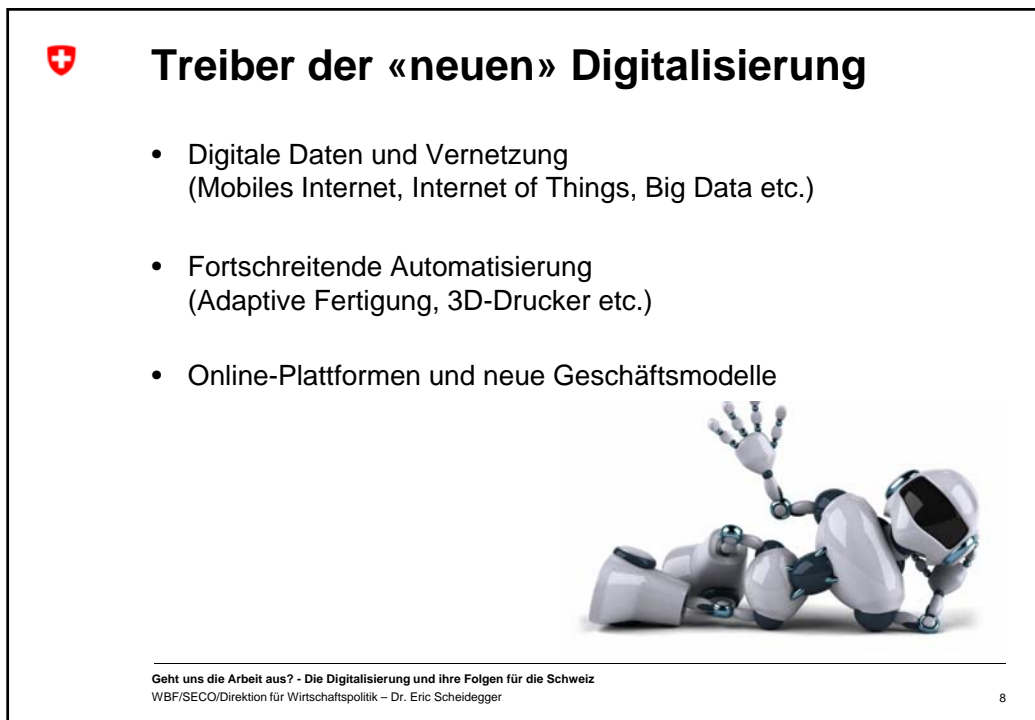 Treiber der «neuen» Digitalisierung
• Digitale Daten und Vernetzung
(Mobiles Internet, Internet of Things, Big Data etc.)
• Fortschreitende Automatisierung
(Adaptive Fertigung, 3D-Drucker etc.)
• Online-Plattformen und neue Geschäftsmodelle
Geht uns die Arbeit aus? - Die Digitalisierung und ihre Folgen für die Schweiz
WBF/SECO/Direktion für Wirtschaftspolitik – Dr. Eric Scheidegger
8